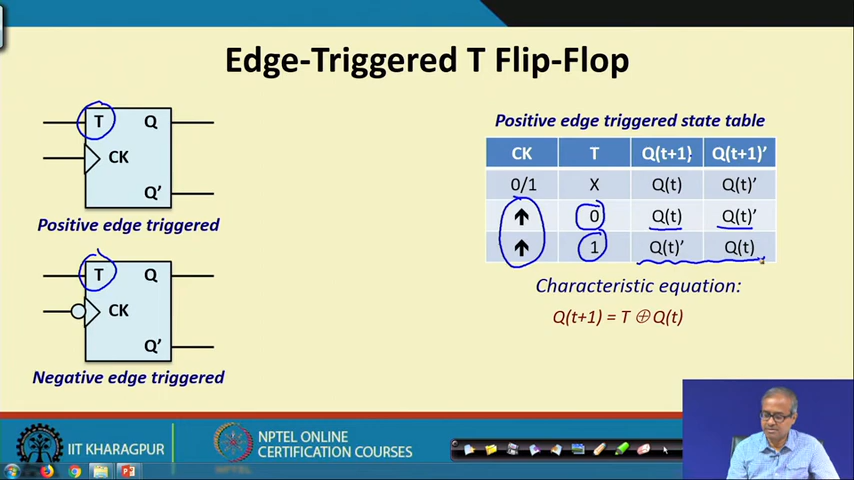 Edge-Triggered T Flip-Flop
T Q
CK
Q'
Positive edge triggered
T Q
CK
Q'
Negative edge triggered
Positive edge triggered state table
CK T Q(t+1) Q(t+1)’
0/1 X Q(t) Q(t)’
↑ 0 Q(t) Q(t)’
↑ 1 Q(t)’ Q(t)
Characteristic equation:
Q(t+1) = T ⊕ Q(t)
IIT KHARAGPUR
NPTEL ONLINE
CERTIFICATION COURSES